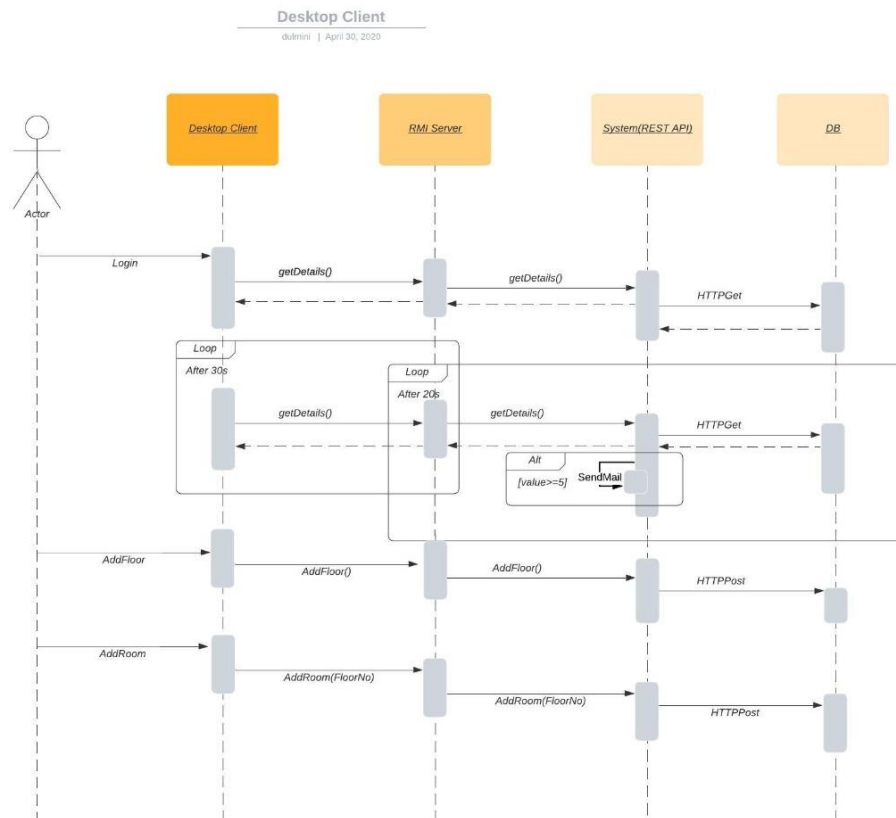 Desktop Client
dulmini | April 30, 2020
Desktop Client
RMI Server
System(REST API)
DB
Actor
Login
getDetails()
getDetails()
HTTPGet
Loop
After 30s
Loop
After 20s
getDetails()
getDetails()
HTTPGet
Alt
[value>=5]
SendMail
AddFloor
AddFloor()
AddFloor()
HTTPPost
AddRoom
AddRoom(FloorNo)
AddRoom(FloorNo)
HTTPPost